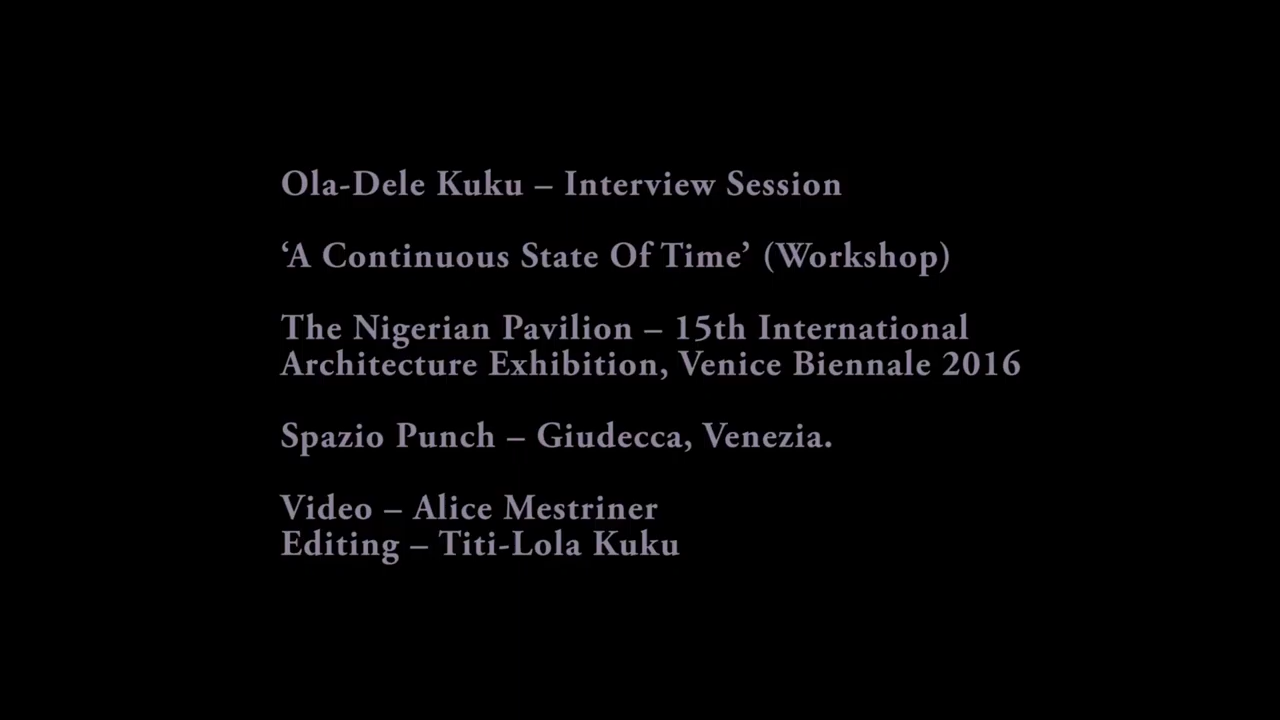 Ola-Dele Kuku – Interview Session
‘A Continuous State Of Time’ (Workshop)
The Nigerian Pavilion – 15th International
Architecture Exhibition, Venice Biennale 2016
Spazio Punch – Giudecca, Venezia.
Video – Alice Mestriner
Editing – Titi-Lola Kuku